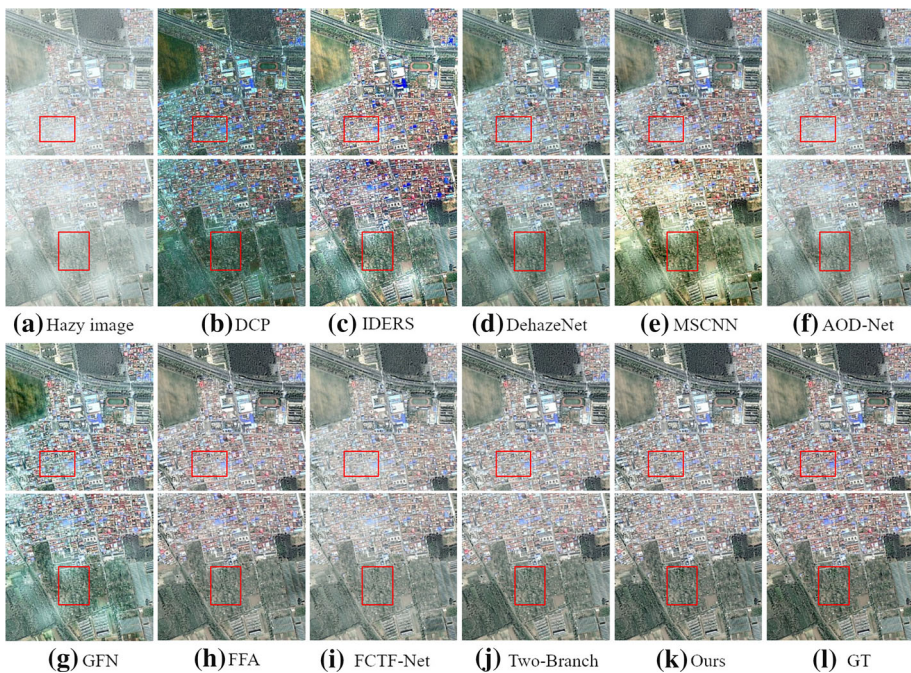 (a) Hazy image (b) DCP (c) IDERS (d) DehazeNet (e) MSCNN (f) AOD-Net
(g) GFN (h) FFA (i) FCTF-Net (j) Two-Branch (k) Ours (l) GT